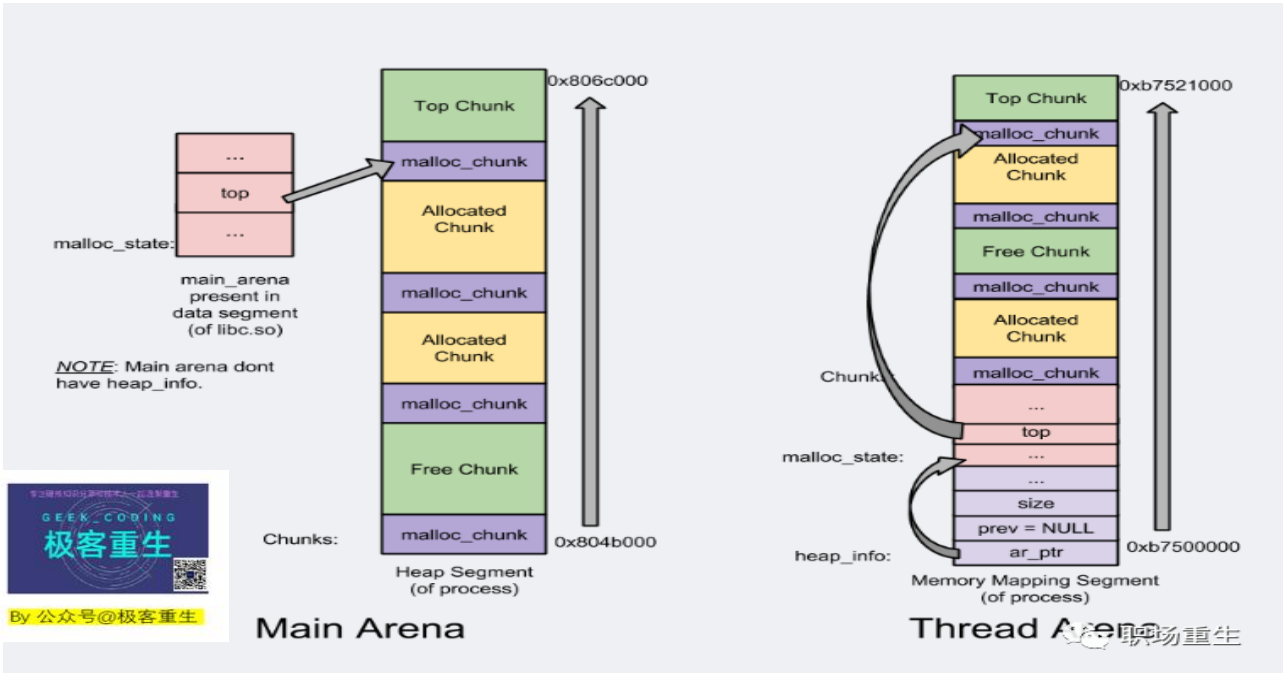 ...
top
...
malloc_state:
main_arena
present in
data segment
(of libc.so)
NOTE: Main arena dont
have heap_info.
0x806c000
Top Chunk
malloc_chunk
Allocated
Chunk
malloc_chunk
Allocated
Chunk
malloc_chunk
Free Chunk
Chunks:
malloc_chunk
0x804b000
Heap Segment
(of process)
Main Arena
0xb7521000
Top Chunk
malloc_chunk
Allocated
Chunk
malloc_chunk
Free Chunk
malloc_chunk
Allocated
Chunk
malloc_chunk
...
top
malloc_state:
...
...
size
prev = NULL
heap_info:
ar_ptr
0xb7500000
Memory Mapping Segment
(of process)
Thread Arena
GEEK_CODING
极客重生
By 公众号@极客重生
职场重生